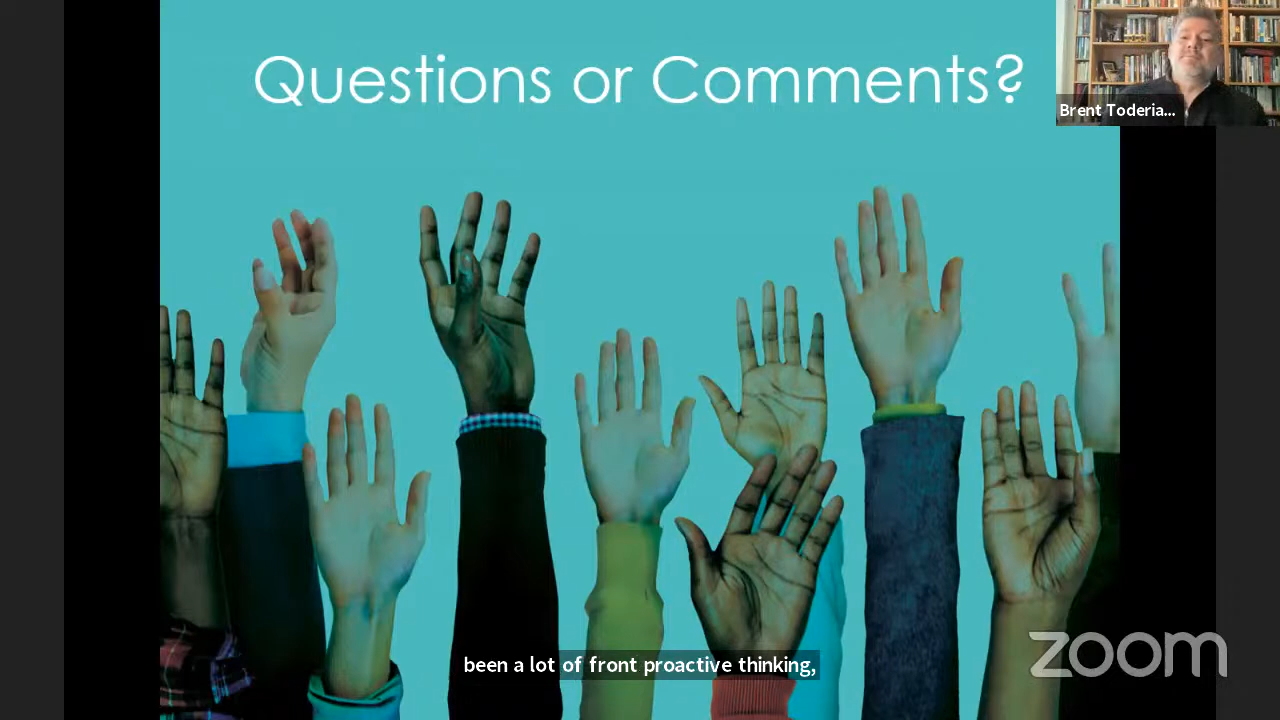 Questions or Comments?
Brent Toderia...
been a lot of front proactive thinking,
zoom